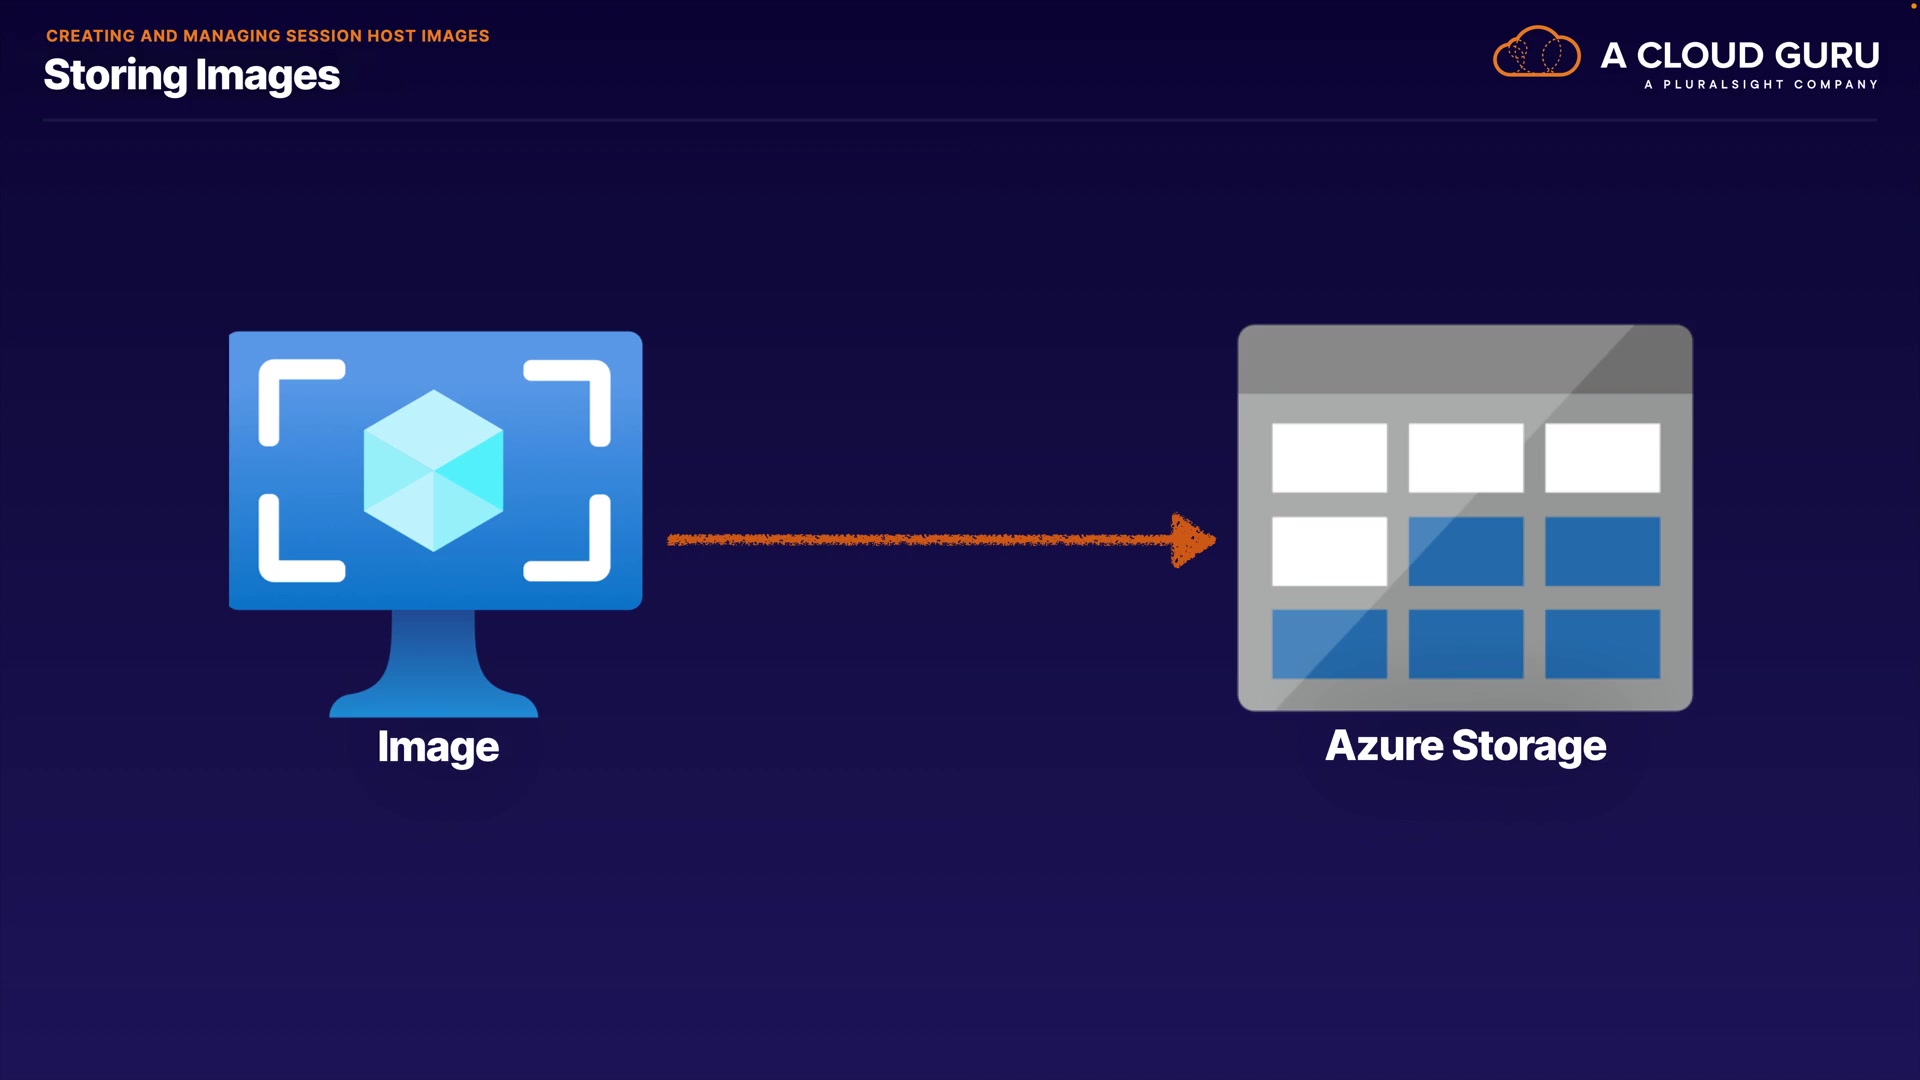 CREATING AND MANAGING SESSION HOST IMAGES
Storing Images
A CLOUD GURU
A PLURALSIGHT COMPANY
Image
Azure Storage